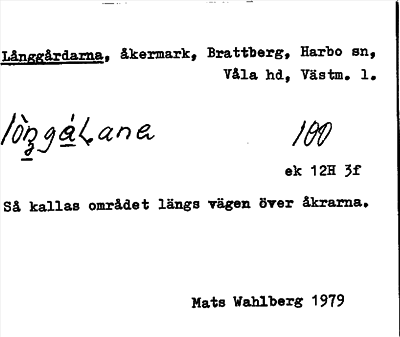 Långgårdarna, åkermark, Brattberg, Harbo sn,
Våla hd, Västm. l.
100
ek 12H 3f
Så kallas området längs vägen över åkrarna.
Mats Wahlberg 1979